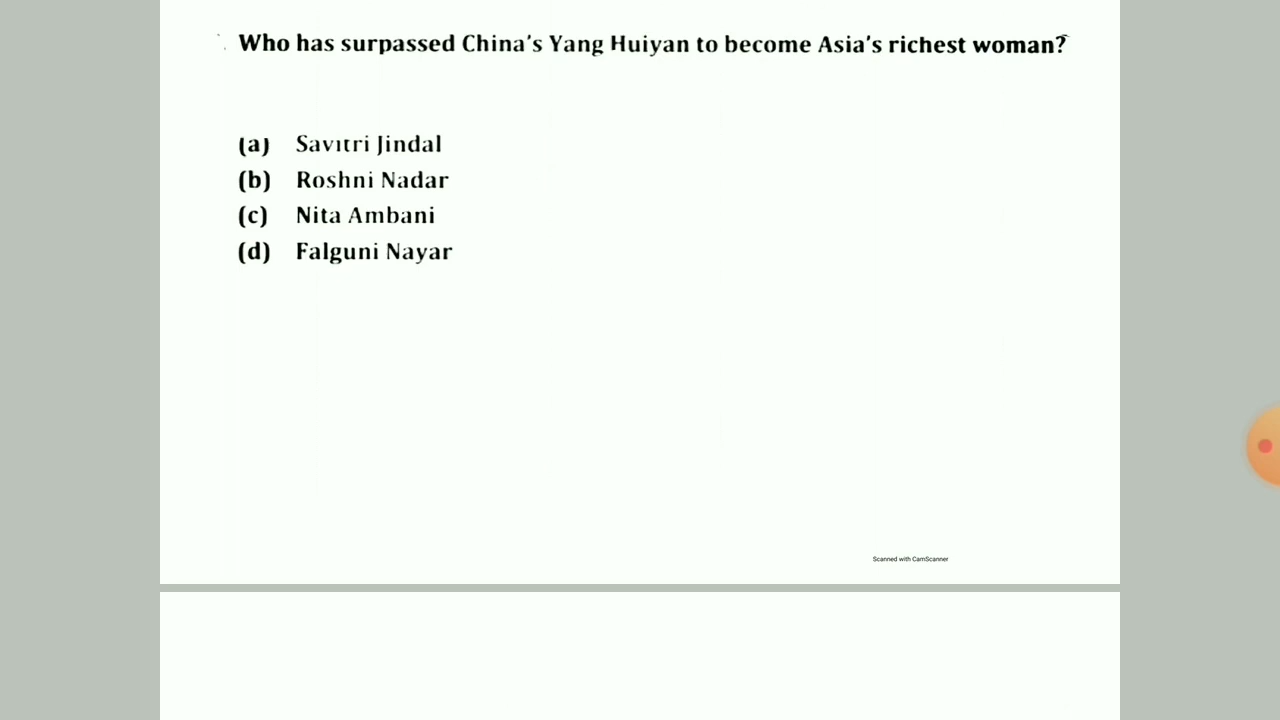 Who has surpassed China's Yang Huiyan to become Asia's richest woman?
(a) Savitri Jindal
(b) Roshni Nadar
(c) Nita Ambani
(d) Falguni Nayar
Scanned with CamScanner